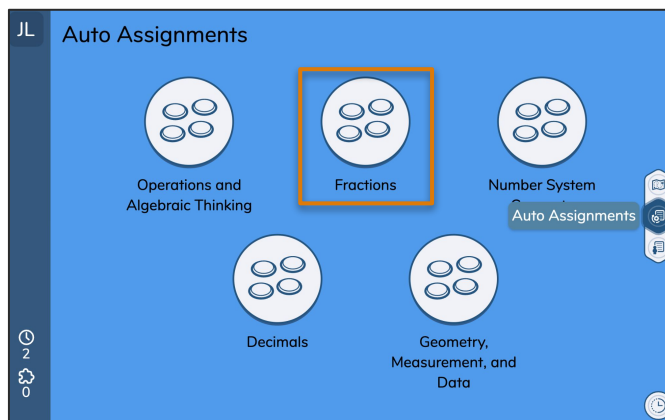 JL
Auto Assignments
Operations and
Algebraic Thinking
Fractions
Number System
Auto Assignments
Decimals
Geometry,
Measurement, and
Data
2
0